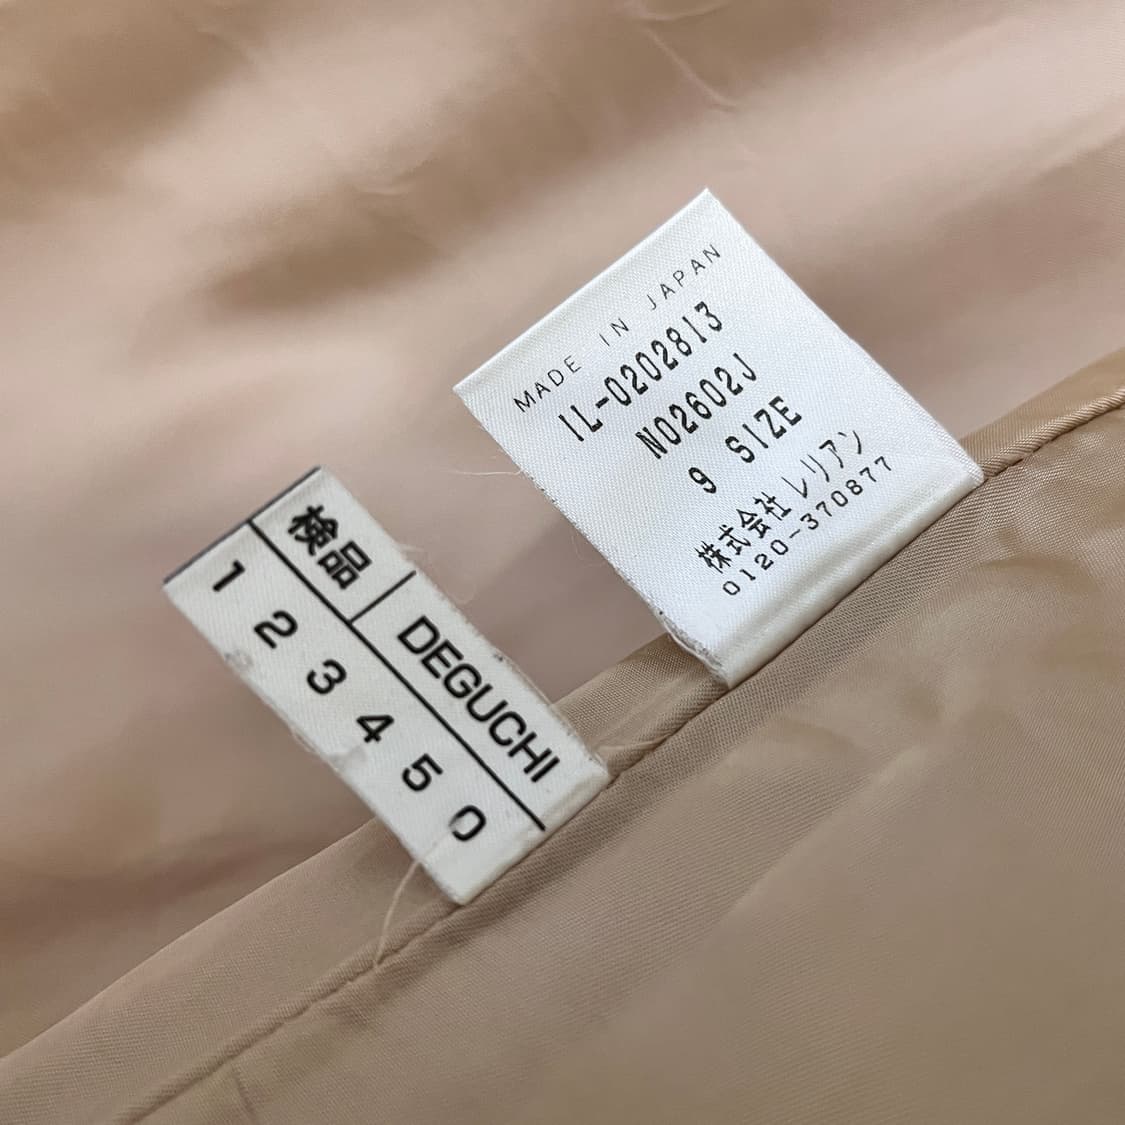 MADE IN JAPAN
IL-0202813
N02602J
9 SIZE
株式会社 レリアン
0120-370877
検品 DEGUCHI
1 2 3 4 5 0